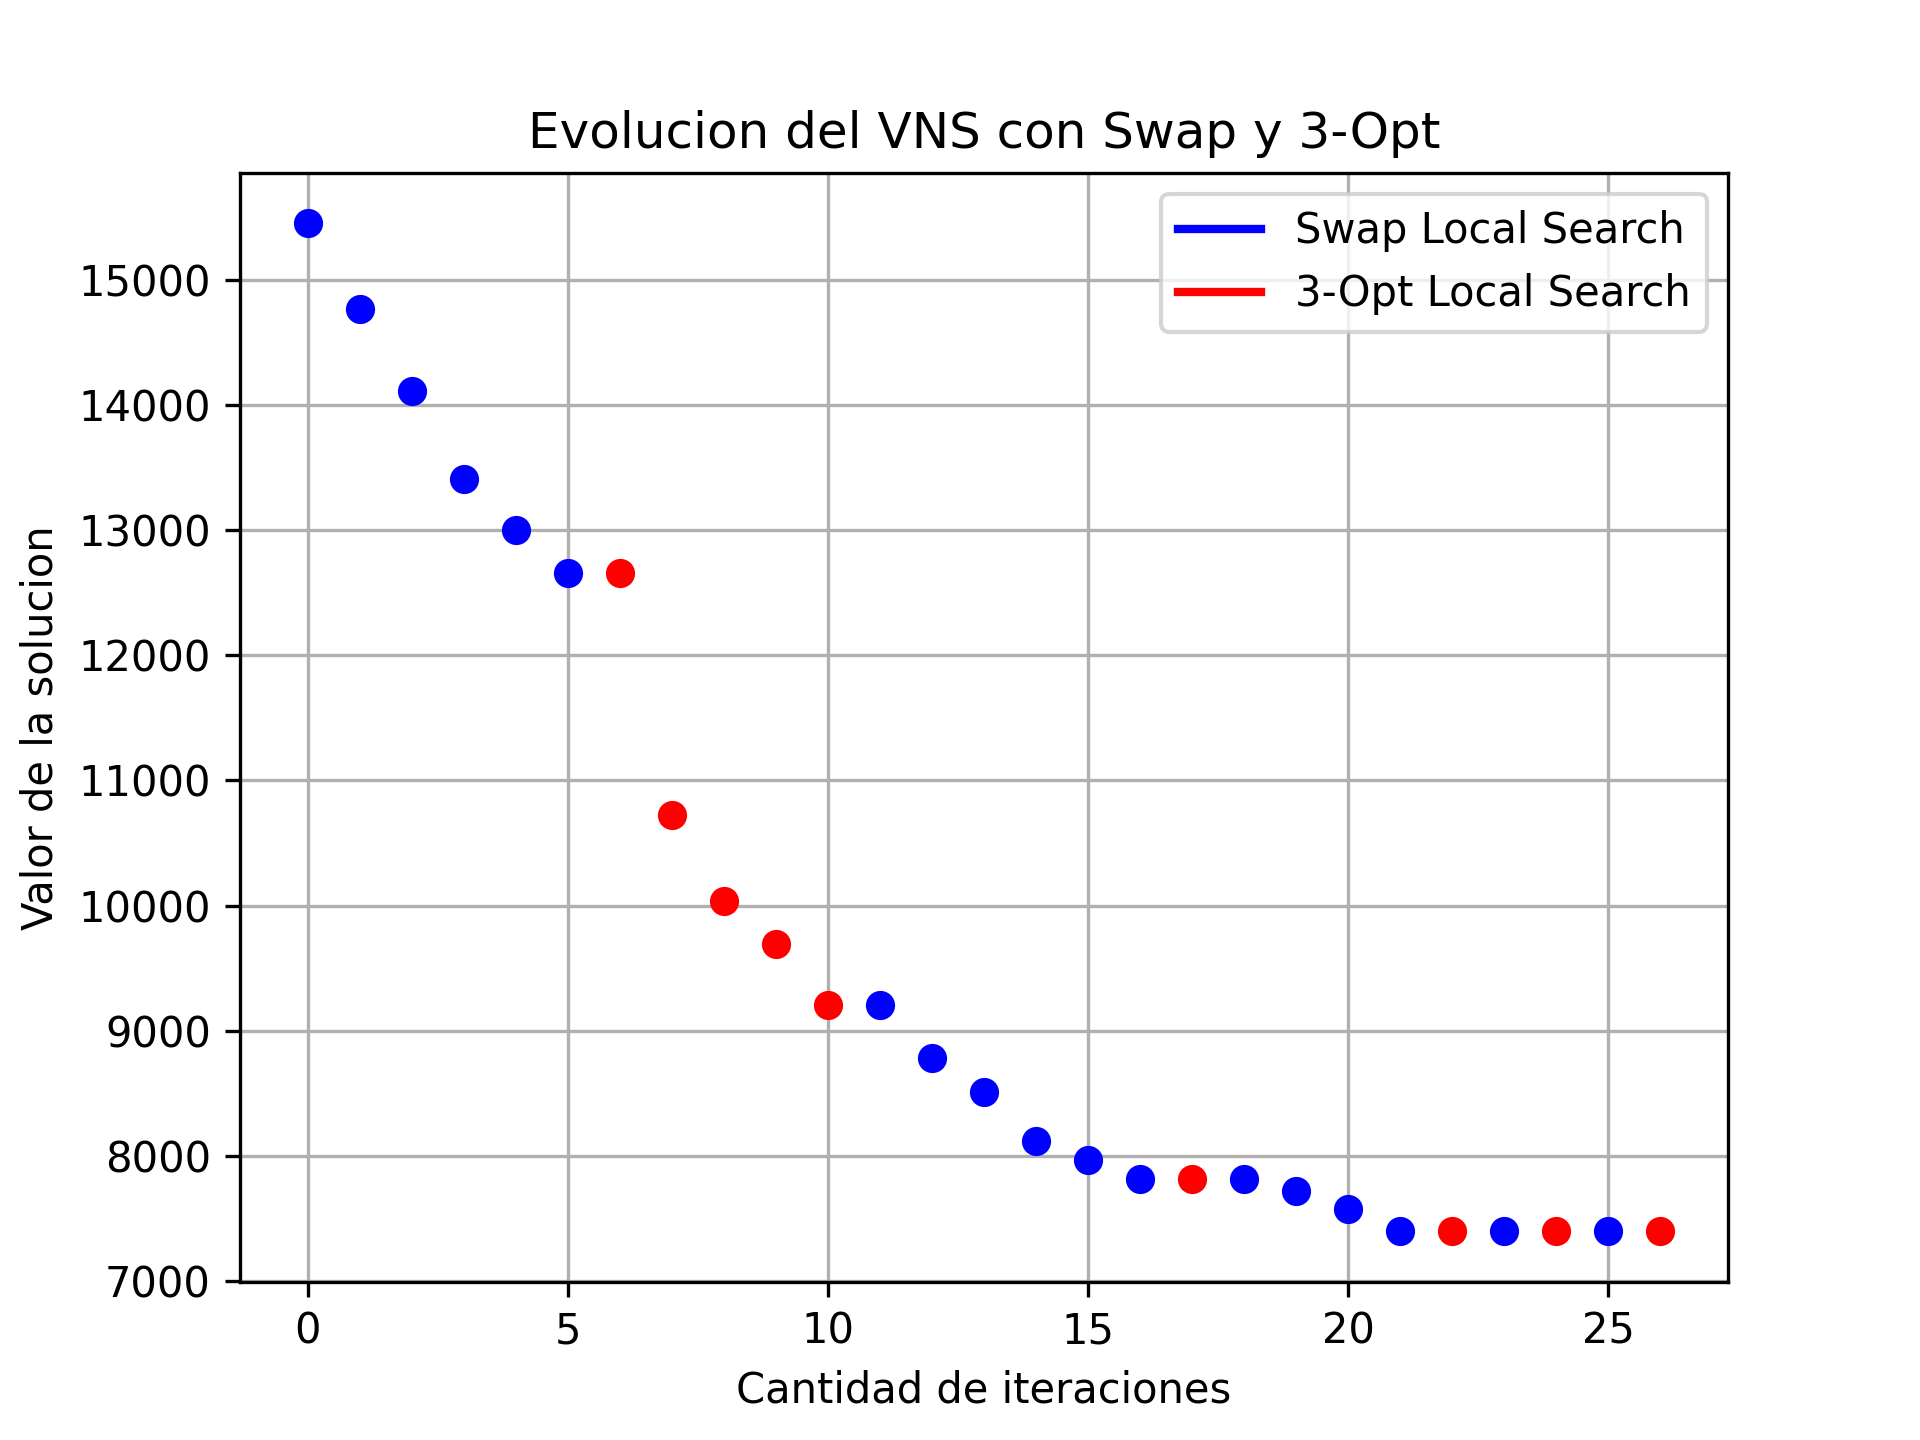 Evolucion del VNS con Swap y 3-Opt
Swap Local Search
3-Opt Local Search
Valor de la solucion
15000
14000
13000
12000
11000
10000
9000
8000
7000
0 5 10 15 20 25
Cantidad de iteraciones